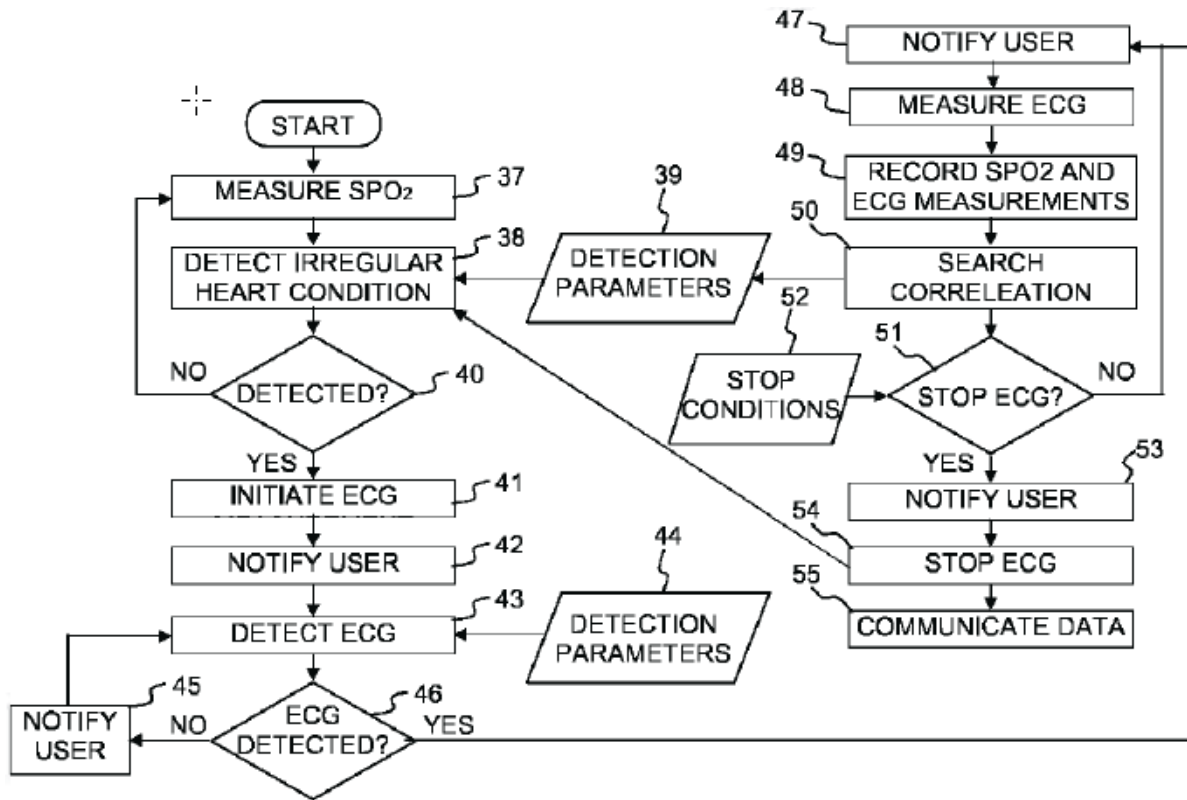 START
MEASURE SPO2
37
DETECT IRREGULAR
HEART CONDITION
38
DETECTION
PARAMETERS
39
DETECTED?
40
NO
YES
INITIATE ECG
41
NOTIFY USER
42
DETECT ECG
43
DETECTION
PARAMETERS
44
NOTIFY
USER
45
ECG
DETECTED?
46
NO
YES
47
NOTIFY USER
48
MEASURE ECG
49
RECORD SPO2 AND
ECG MEASUREMENTS
50
SEARCH
CORRELEATION
51
STOP ECG?
NO
YES
52
STOP
CONDITIONS
53
NOTIFY USER
54
STOP ECG
55
COMMUNICATE DATA